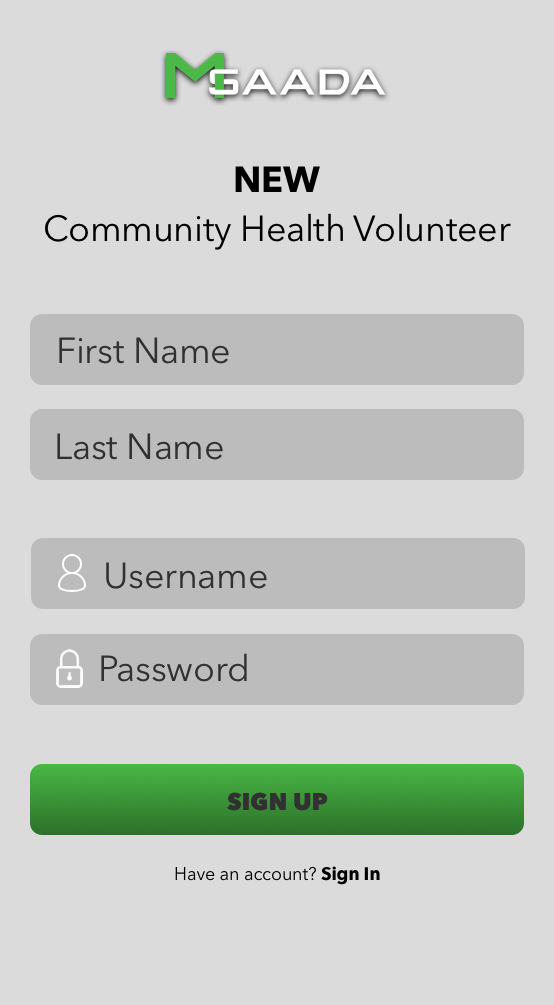 MSAADA
NEW
Community Health Volunteer
First Name
Last Name
Username
Password
SIGN UP
Have an account? Sign In